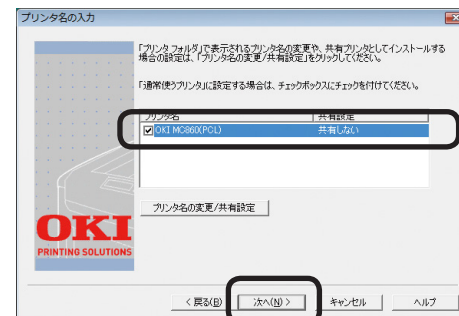 プリンタ名の入力
「プリンタ フォルダ」で表示されるプリンタ名の変更や、共有プリンタとしてインストールする
場合の設定は、「プリンタ名の変更/共有設定」をクリックしてください。
「通常使うプリンタ」に設定する場合は、チェックボックスにチェックを付けてください。
プリンタ名 共有設定
OKI MC860(PCL) 共有しない
プリンタ名の変更/共有設定
OKI
PRINTING SOLUTIONS
< 戻る(B) 次へ(N) > キャンセル ヘルプ